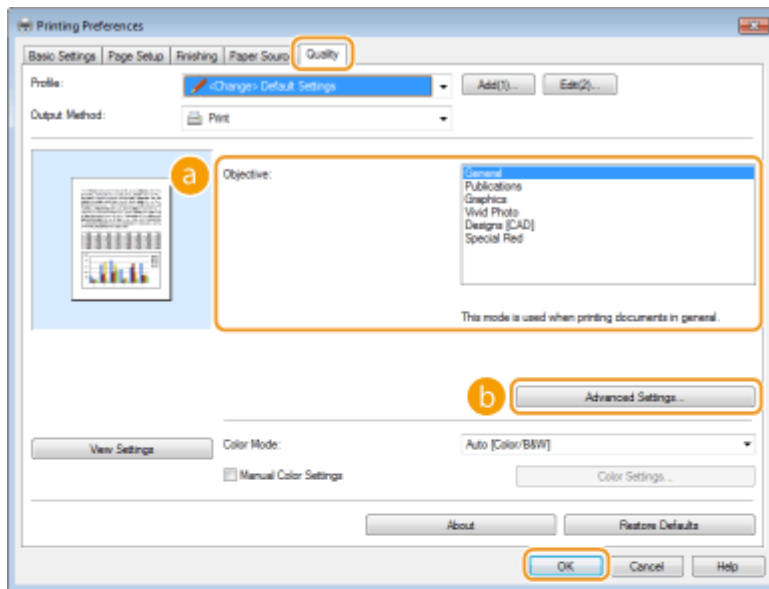 Printing Preferences
Basic Settings Page Setup Finishing Paper Sourc Quality
Profile: <Change> Default Settings Add(1)... Edit(2)...
Output Method: Print
a Objective: General
Publications
Graphics
Vivid Photo
Designs [CAD]
Special Red
This mode is used when printing documents in general.
b Advanced Settings...
View Settings Color Mode: Auto [Color/B&W]
Manual Color Settings Color Settings...
About Restore Defaults
OK Cancel Help